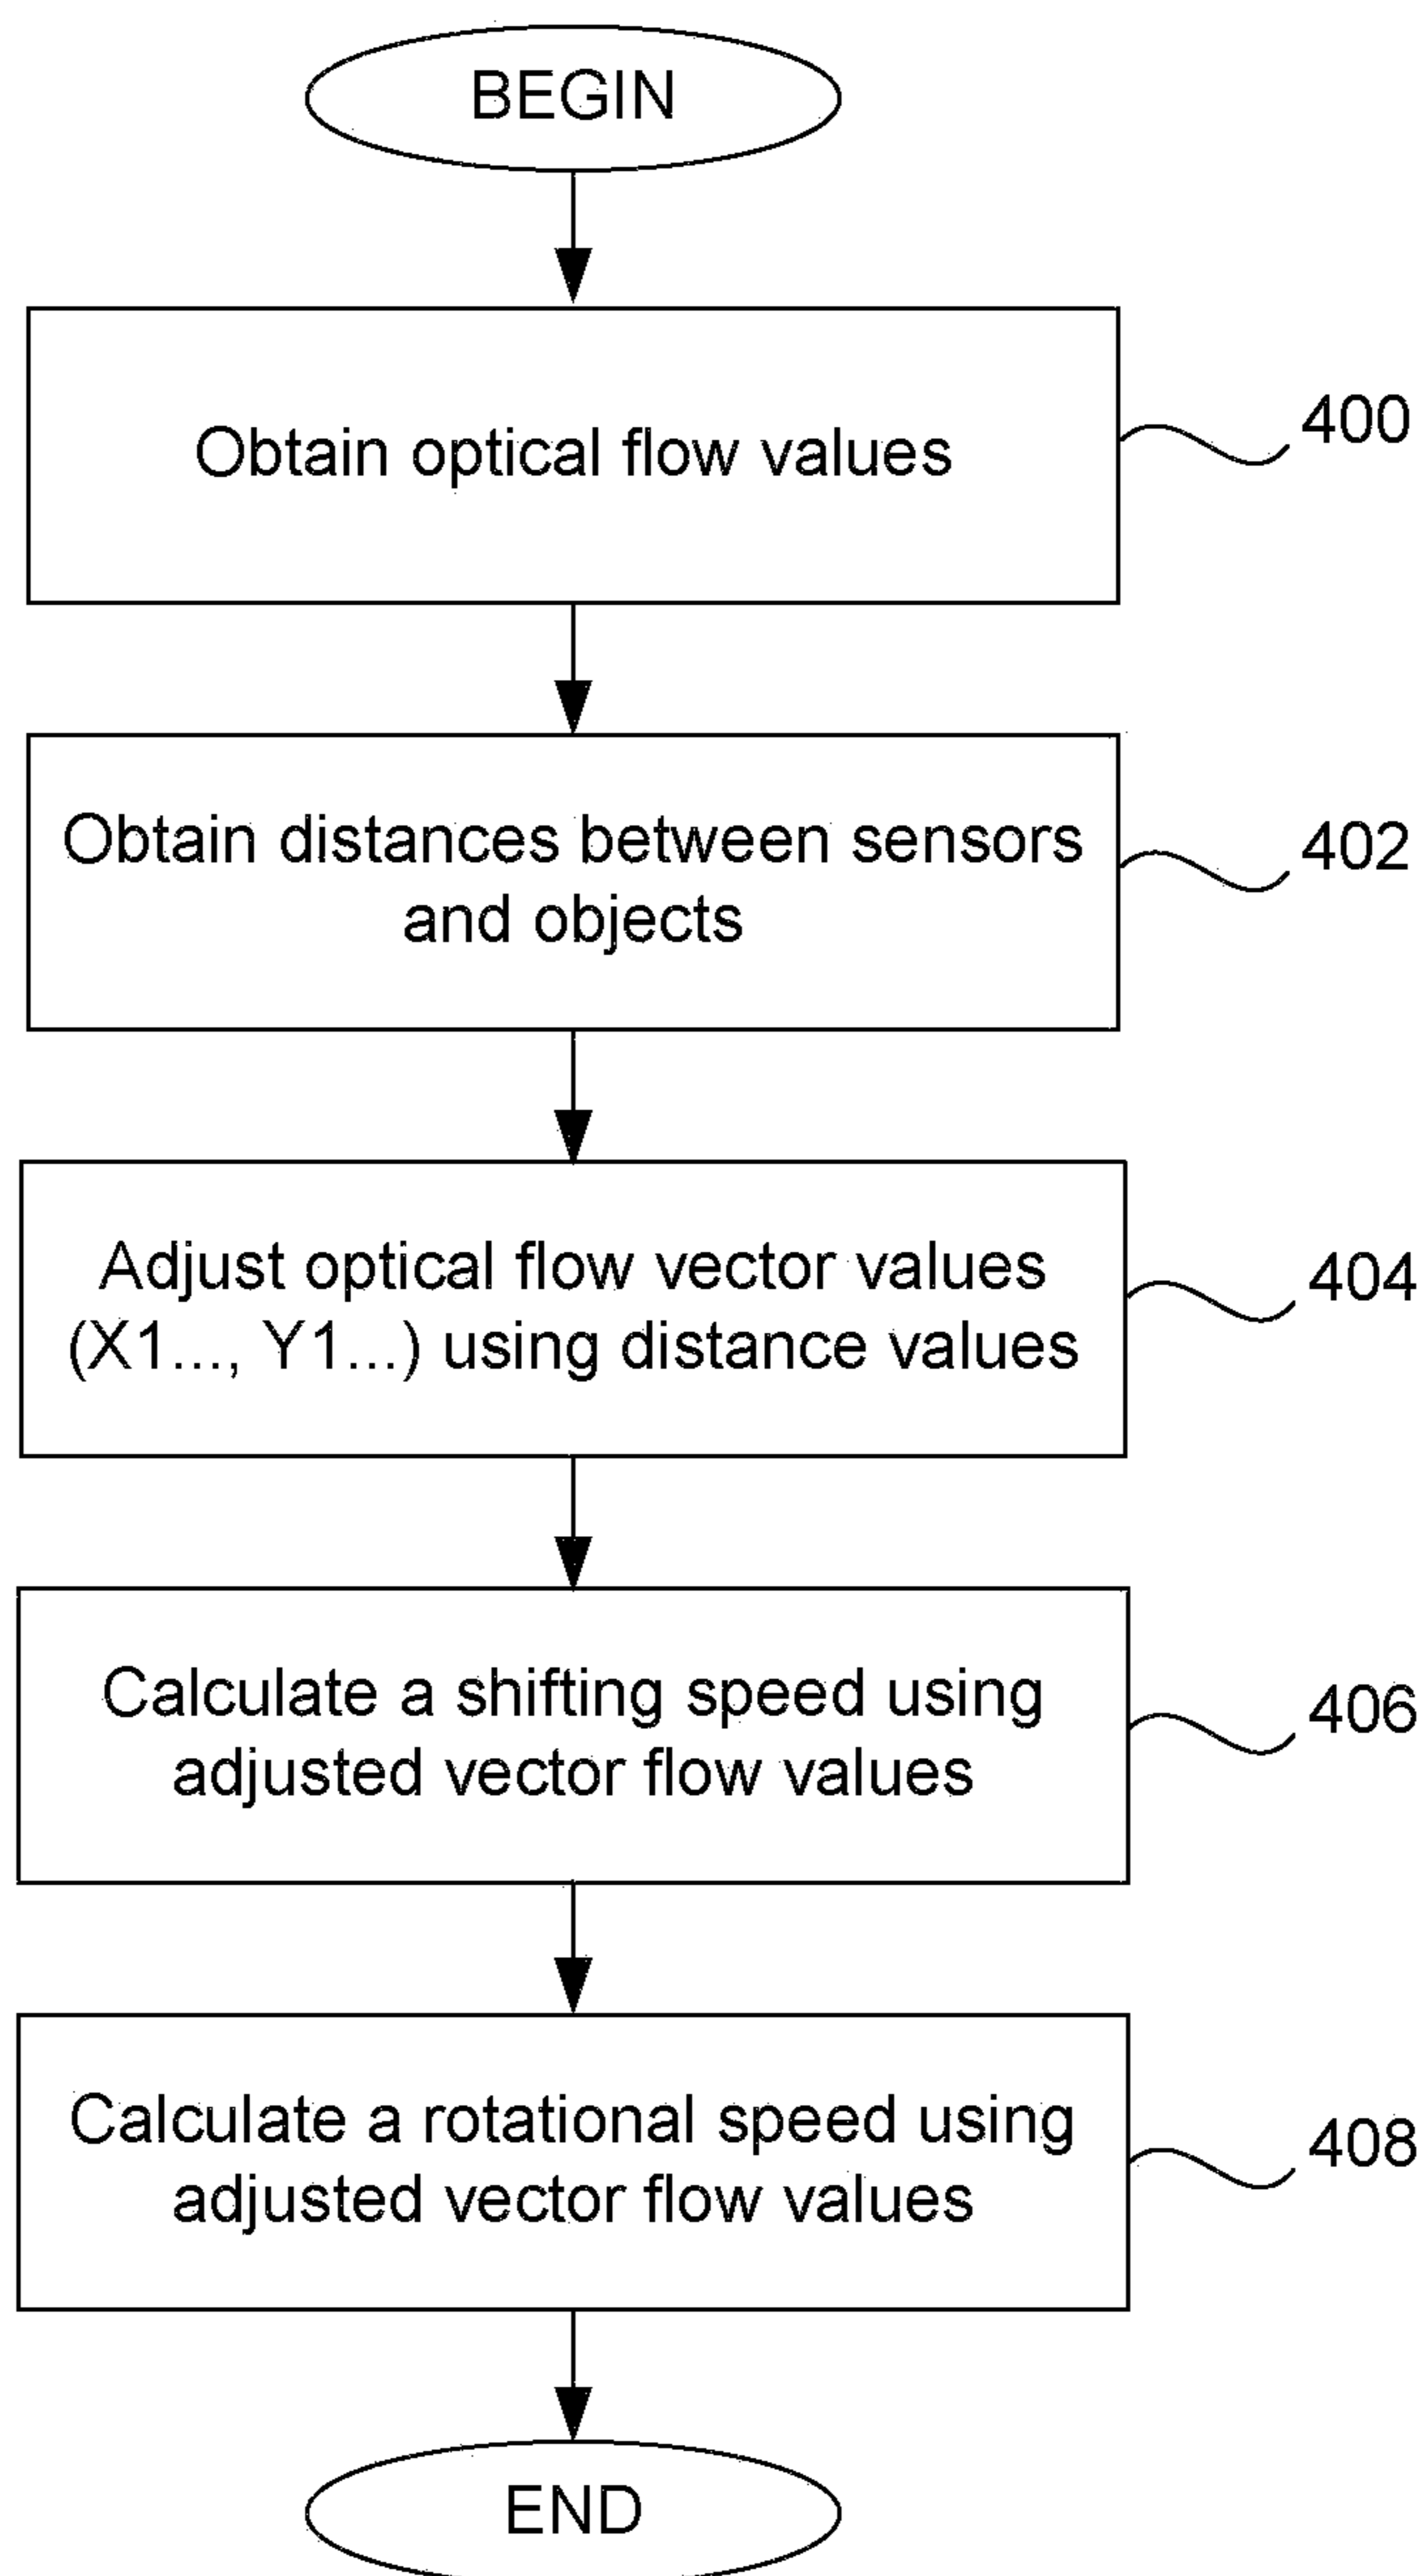 BEGIN
Obtain optical flow values
400
Obtain distances between sensors
and objects
402
Adjust optical flow vector values
(X1..., Y1...) using distance values
404
Calculate a shifting speed using
adjusted vector flow values
406
Calculate a rotational speed using
adjusted vector flow values
408
END